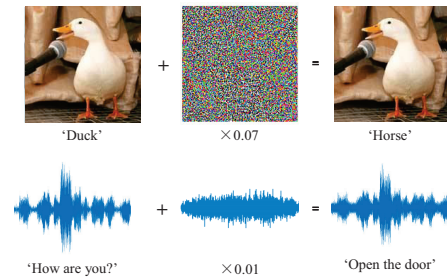 + =
'Duck' ×0.07 'Horse'
+ =
'How are you?' ×0.01 'Open the door'